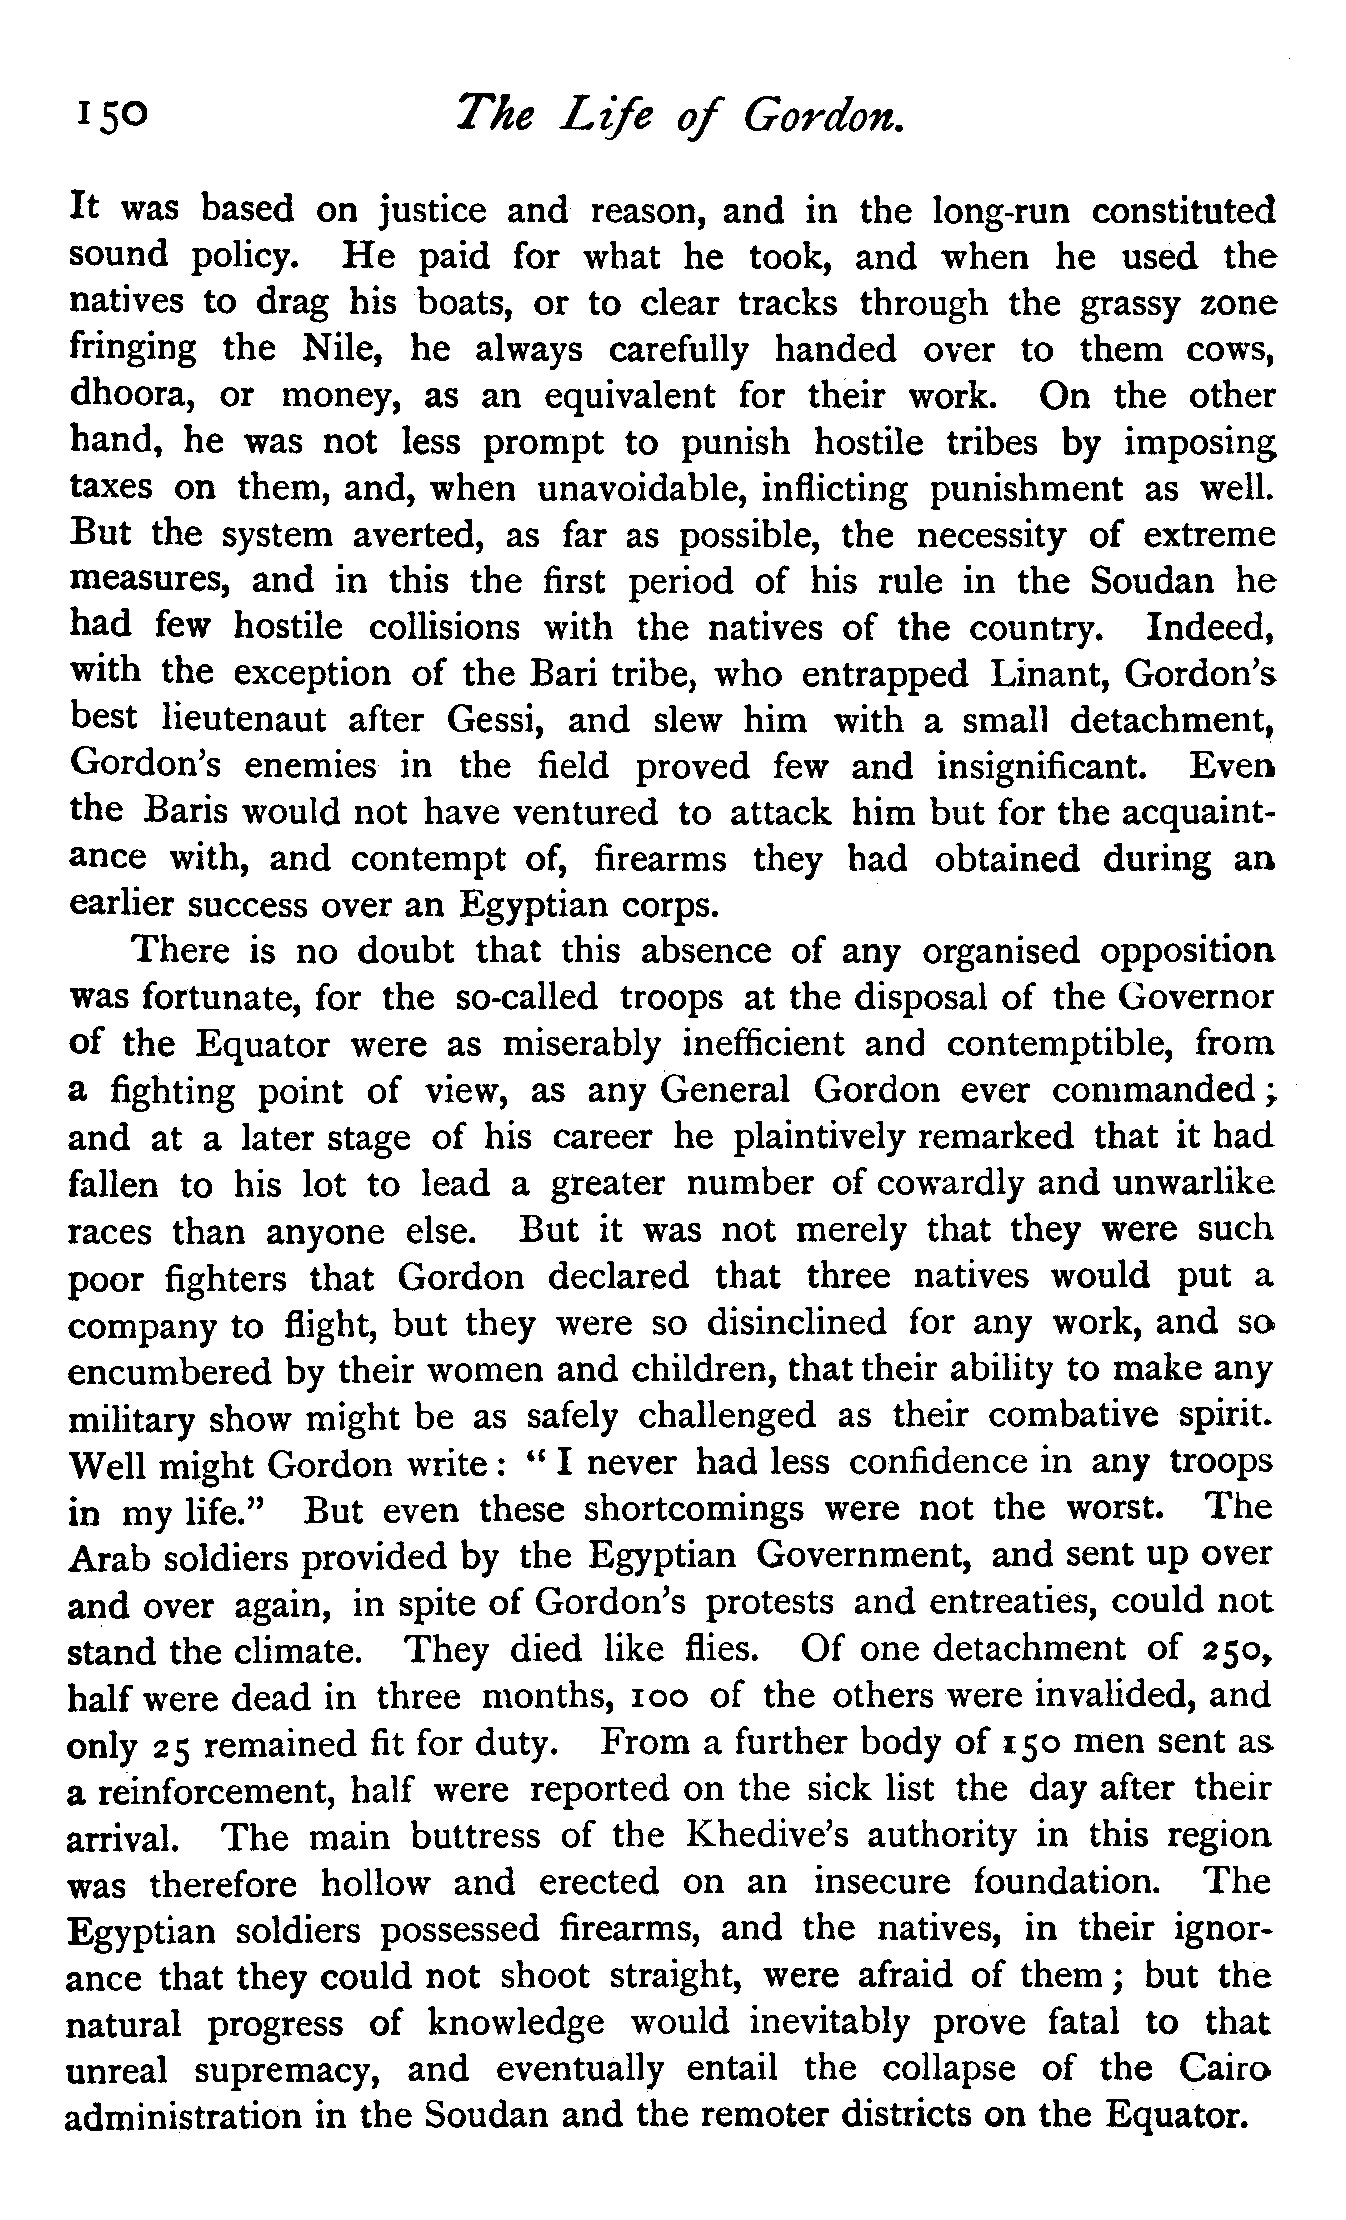 150 The Life of Gordon.
It was based on justice and reason, and in the long-run constituted
sound policy. He paid for what he took, and when he used the
natives to drag his boats, or to clear tracks through the grassy zone
fringing the Nile, he always carefully handed over to them cows,
dhoora, or money, as an equivalent for their work. On the other
hand, he was not less prompt to punish hostile tribes by imposing
taxes on them, and, when unavoidable, inflicting punishment as well.
But the system averted, as far as possible, the necessity of extreme
measures, and in this the first period of his rule in the Soudan he
had few hostile collisions with the natives of the country. Indeed,
with the exception of the Bari tribe, who entrapped Linant, Gordon's
best lieutenaut after Gessi, and slew him with a small detachment,
Gordon's enemies in the field proved few and insignificant. Even
the Baris would not have ventured to attack him but for the acquaint-
ance with, and contempt of, firearms they had obtained during an
earlier success over an Egyptian corps.
There is no doubt that this absence of any organised opposition
was fortunate, for the so-called troops at the disposal of the Governor
of the Equator were as miserably inefficient and contemptible, from
a fighting point of view, as any General Gordon ever commanded;
and at a later stage of his career he plaintively remarked that it had
fallen to his lot to lead a greater number of cowardly and unwarlike
races than anyone else. But it was not merely that they were such
poor fighters that Gordon declared that three natives would put a
company to flight, but they were so disinclined for any work, and so
encumbered by their women and children, that their ability to make any
military show might be as safely challenged as their combative spirit.
Well might Gordon write: "I never had less confidence in any troops
in my life." But even these shortcomings were not the worst. The
Arab soldiers provided by the Egyptian Government, and sent up over
and over again, in spite of Gordon's protests and entreaties, could not
stand the climate. They died like flies. Of one detachment of 250,
half were dead in three months, 100 of the others were invalided, and
only 25 remained fit for duty. From a further body of 150 men sent as
a reinforcement, half were reported on the sick list the day after their
arrival. The main buttress of the Khedive's authority in this region
was therefore hollow and erected on an insecure foundation. The
Egyptian soldiers possessed firearms, and the natives, in their ignor-
ance that they could not shoot straight, were afraid of them; but the
natural progress of knowledge would inevitably prove fatal to that
unreal supremacy, and eventually entail the collapse of the Cairo
administration in the Soudan and the remoter districts on the Equator.